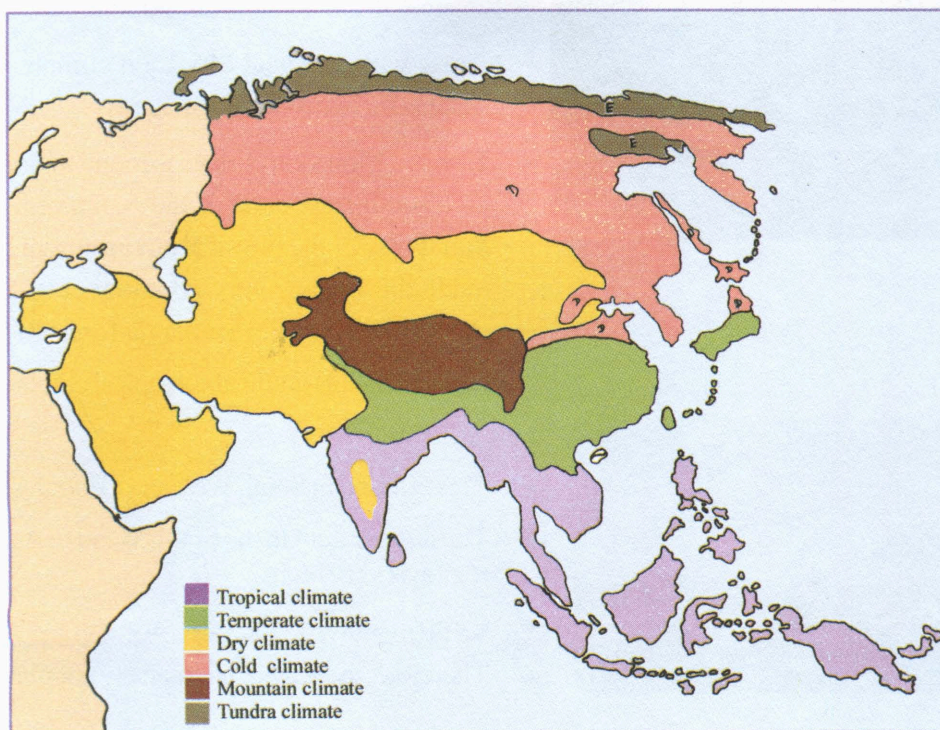 E
E
Tropical climate
Temperate climate
Dry climate
Cold climate
Mountain climate
Tundra climate